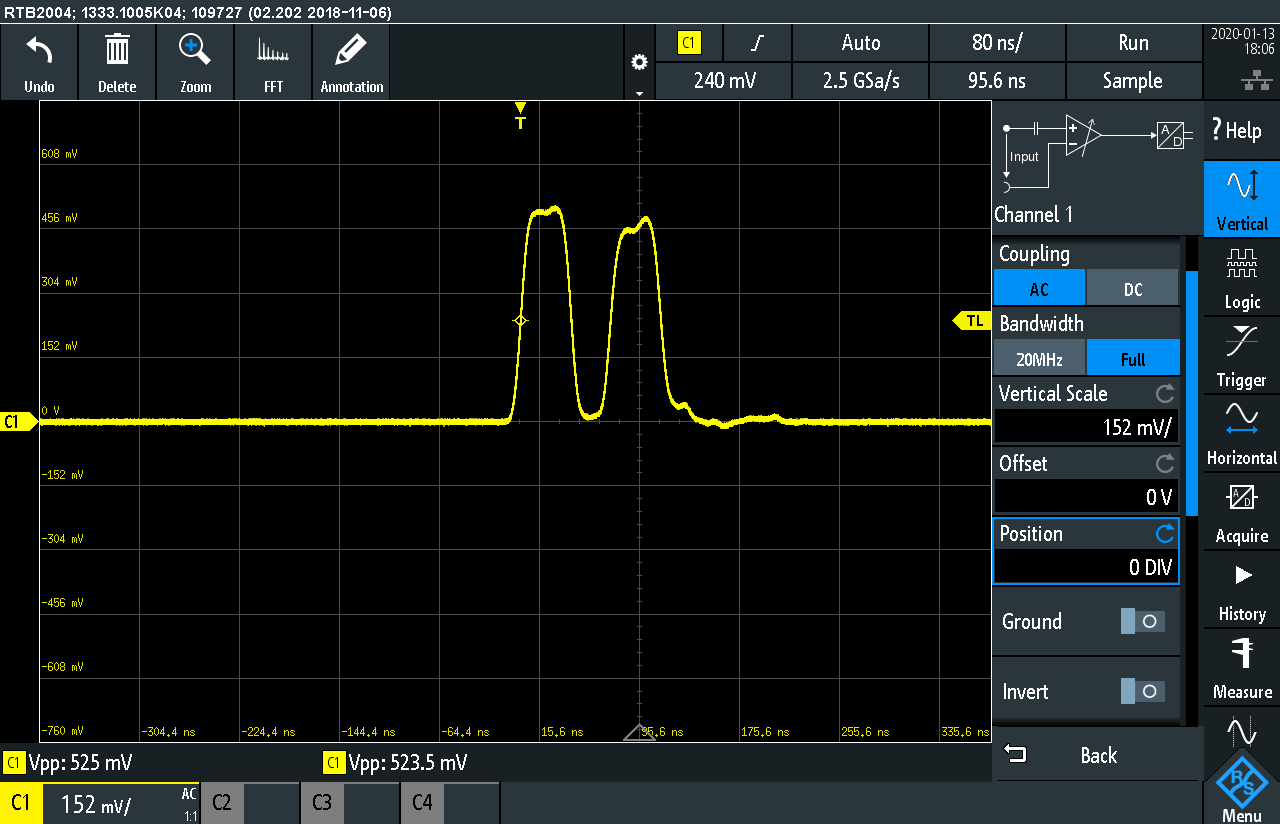 RTB2004; 1333.1005K04; 109727 (02.202 2018-11-06)
Undo
Delete
Zoom
FFT
Annotation
C1
Auto
80 ns/
Run
240 mV
2.5 GSa/s
95.6 ns
Sample
2020-01-13
18:06
T
608 mV
456 mV
304 mV
152 mV
0 V
-152 mV
-304 mV
-456 mV
-608 mV
-760 mV
C1
TL
-304.4 ns
-224.4 ns
-144.4 ns
-64.4 ns
15.6 ns
95.6 ns
175.6 ns
255.6 ns
335.6 ns
Input
+
−
A
D
Channel 1
Coupling
AC
DC
Bandwidth
20MHz
Full
Vertical Scale
152 mV/
Offset
0 V
Position
0 DIV
Ground
Invert
Back
? Help
Vertical
Logic
Trigger
Horizontal
A
D
Acquire
History
Measure
R&S
Menu
C1 Vpp: 525 mV
C1 Vpp: 523.5 mV
C1
152 mV/
AC
1:1
C2
C3
C4